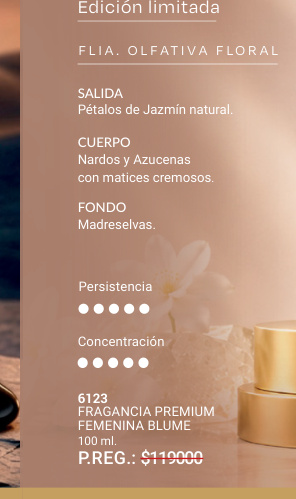 Edición limitada
FLIA. OLFATIVA FLORAL
SALIDA
Pétalos de Jazmín natural.
CUERPO
Nardos y Azucenas
con matices cremosos.
FONDO
Madreselvas.
Persistencia
Concentración
6123
FRAGANCIA PREMIUM
FEMENINA BLUME
100 ml.
P.REG.: $119000